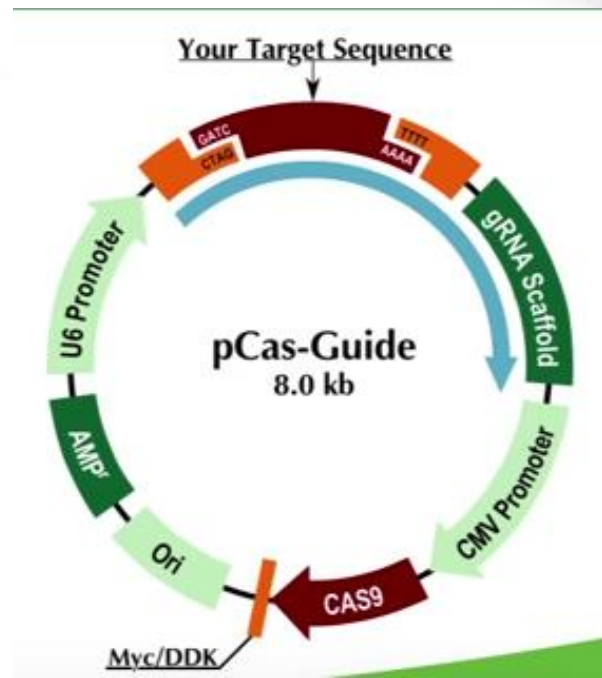 Your Target Sequence
GATC
CTAG
TTTT
AAAA
gRNA Scaffold
U6 Promoter
pCas-Guide
8.0 kb
AMPr
CMV Promoter
Ori
CAS9
Myc/DDK